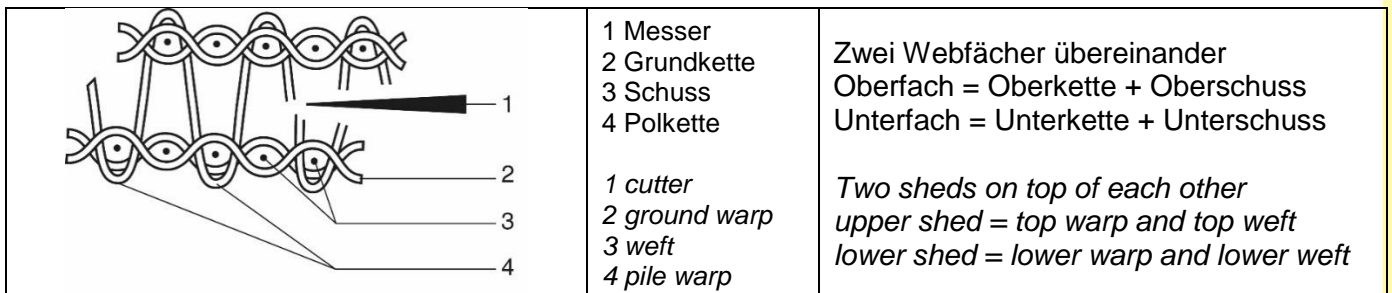 1
2
3
4
1 Messer
2 Grundkette
3 Schuss
4 Polkette
1 cutter
2 ground warp
3 weft
4 pile warp
Zwei Webfächer übereinander
Oberfach = Oberkette + Oberschuss
Unterfach = Unterkette + Unterschuss
Two sheds on top of each other
upper shed = top warp and top weft
lower shed = lower warp and lower weft